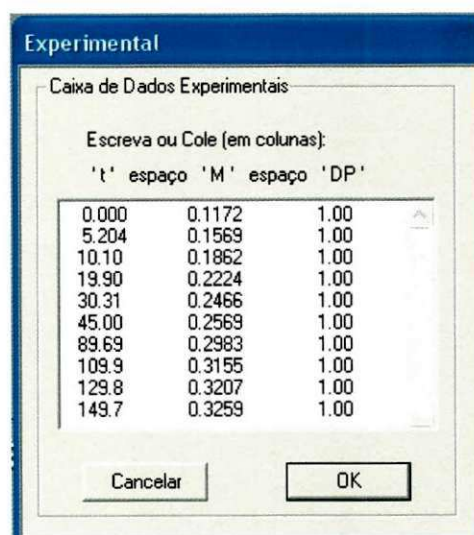 Experimental
Caixa de Dados Experimentais
Escreva ou Cole (em colunas):
't' espaço 'M' espaço 'DP'
0.000 0.1172 1.00
5.204 0.1569 1.00
10.10 0.1862 1.00
19.90 0.2224 1.00
30.31 0.2466 1.00
45.00 0.2569 1.00
89.69 0.2983 1.00
109.9 0.3155 1.00
129.8 0.3207 1.00
149.7 0.3259 1.00
Cancelar OK